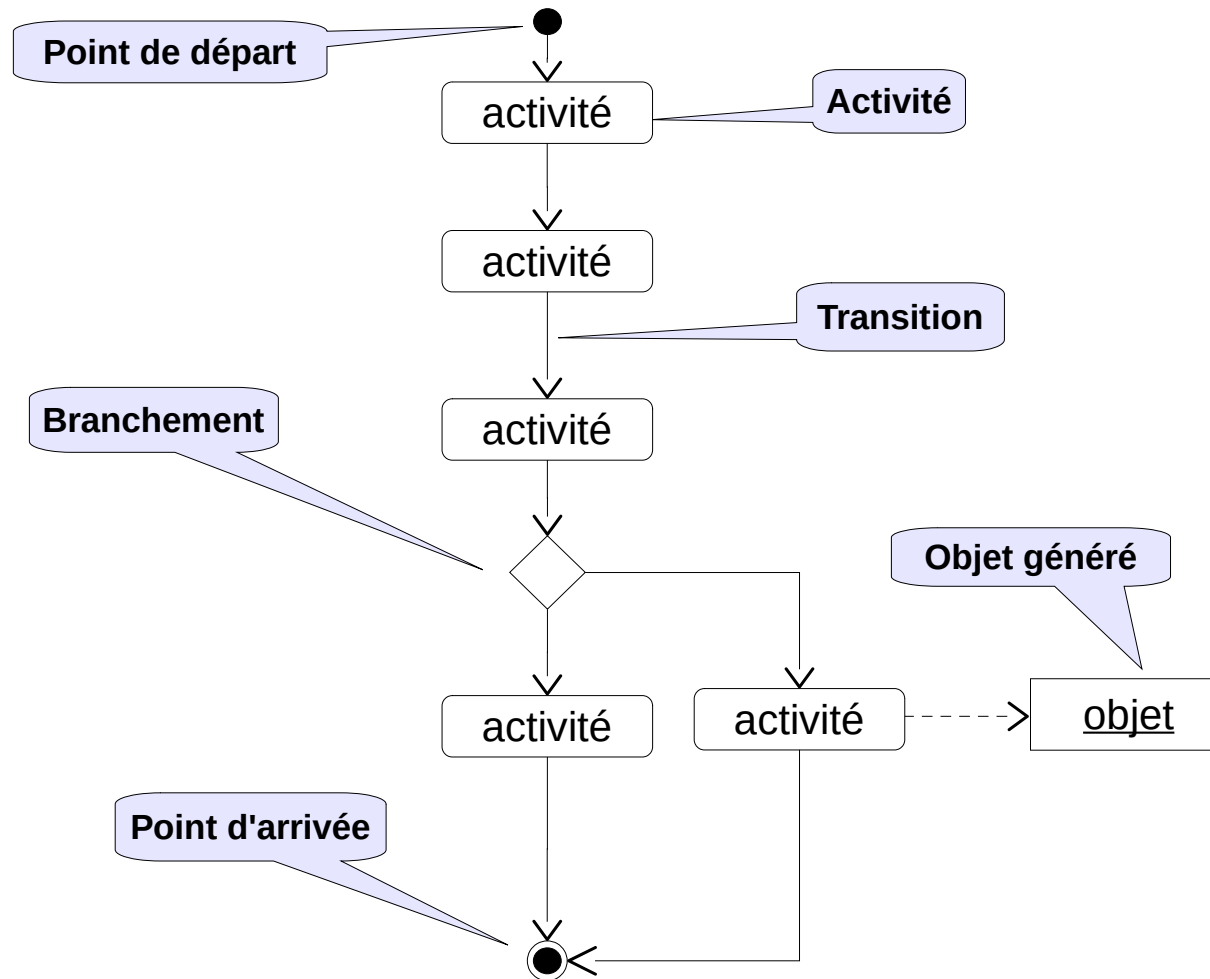 Point de départ
activité
Activité
activité
Transition
Branchement
activité
Objet généré
activité
activité
objet
Point d'arrivée